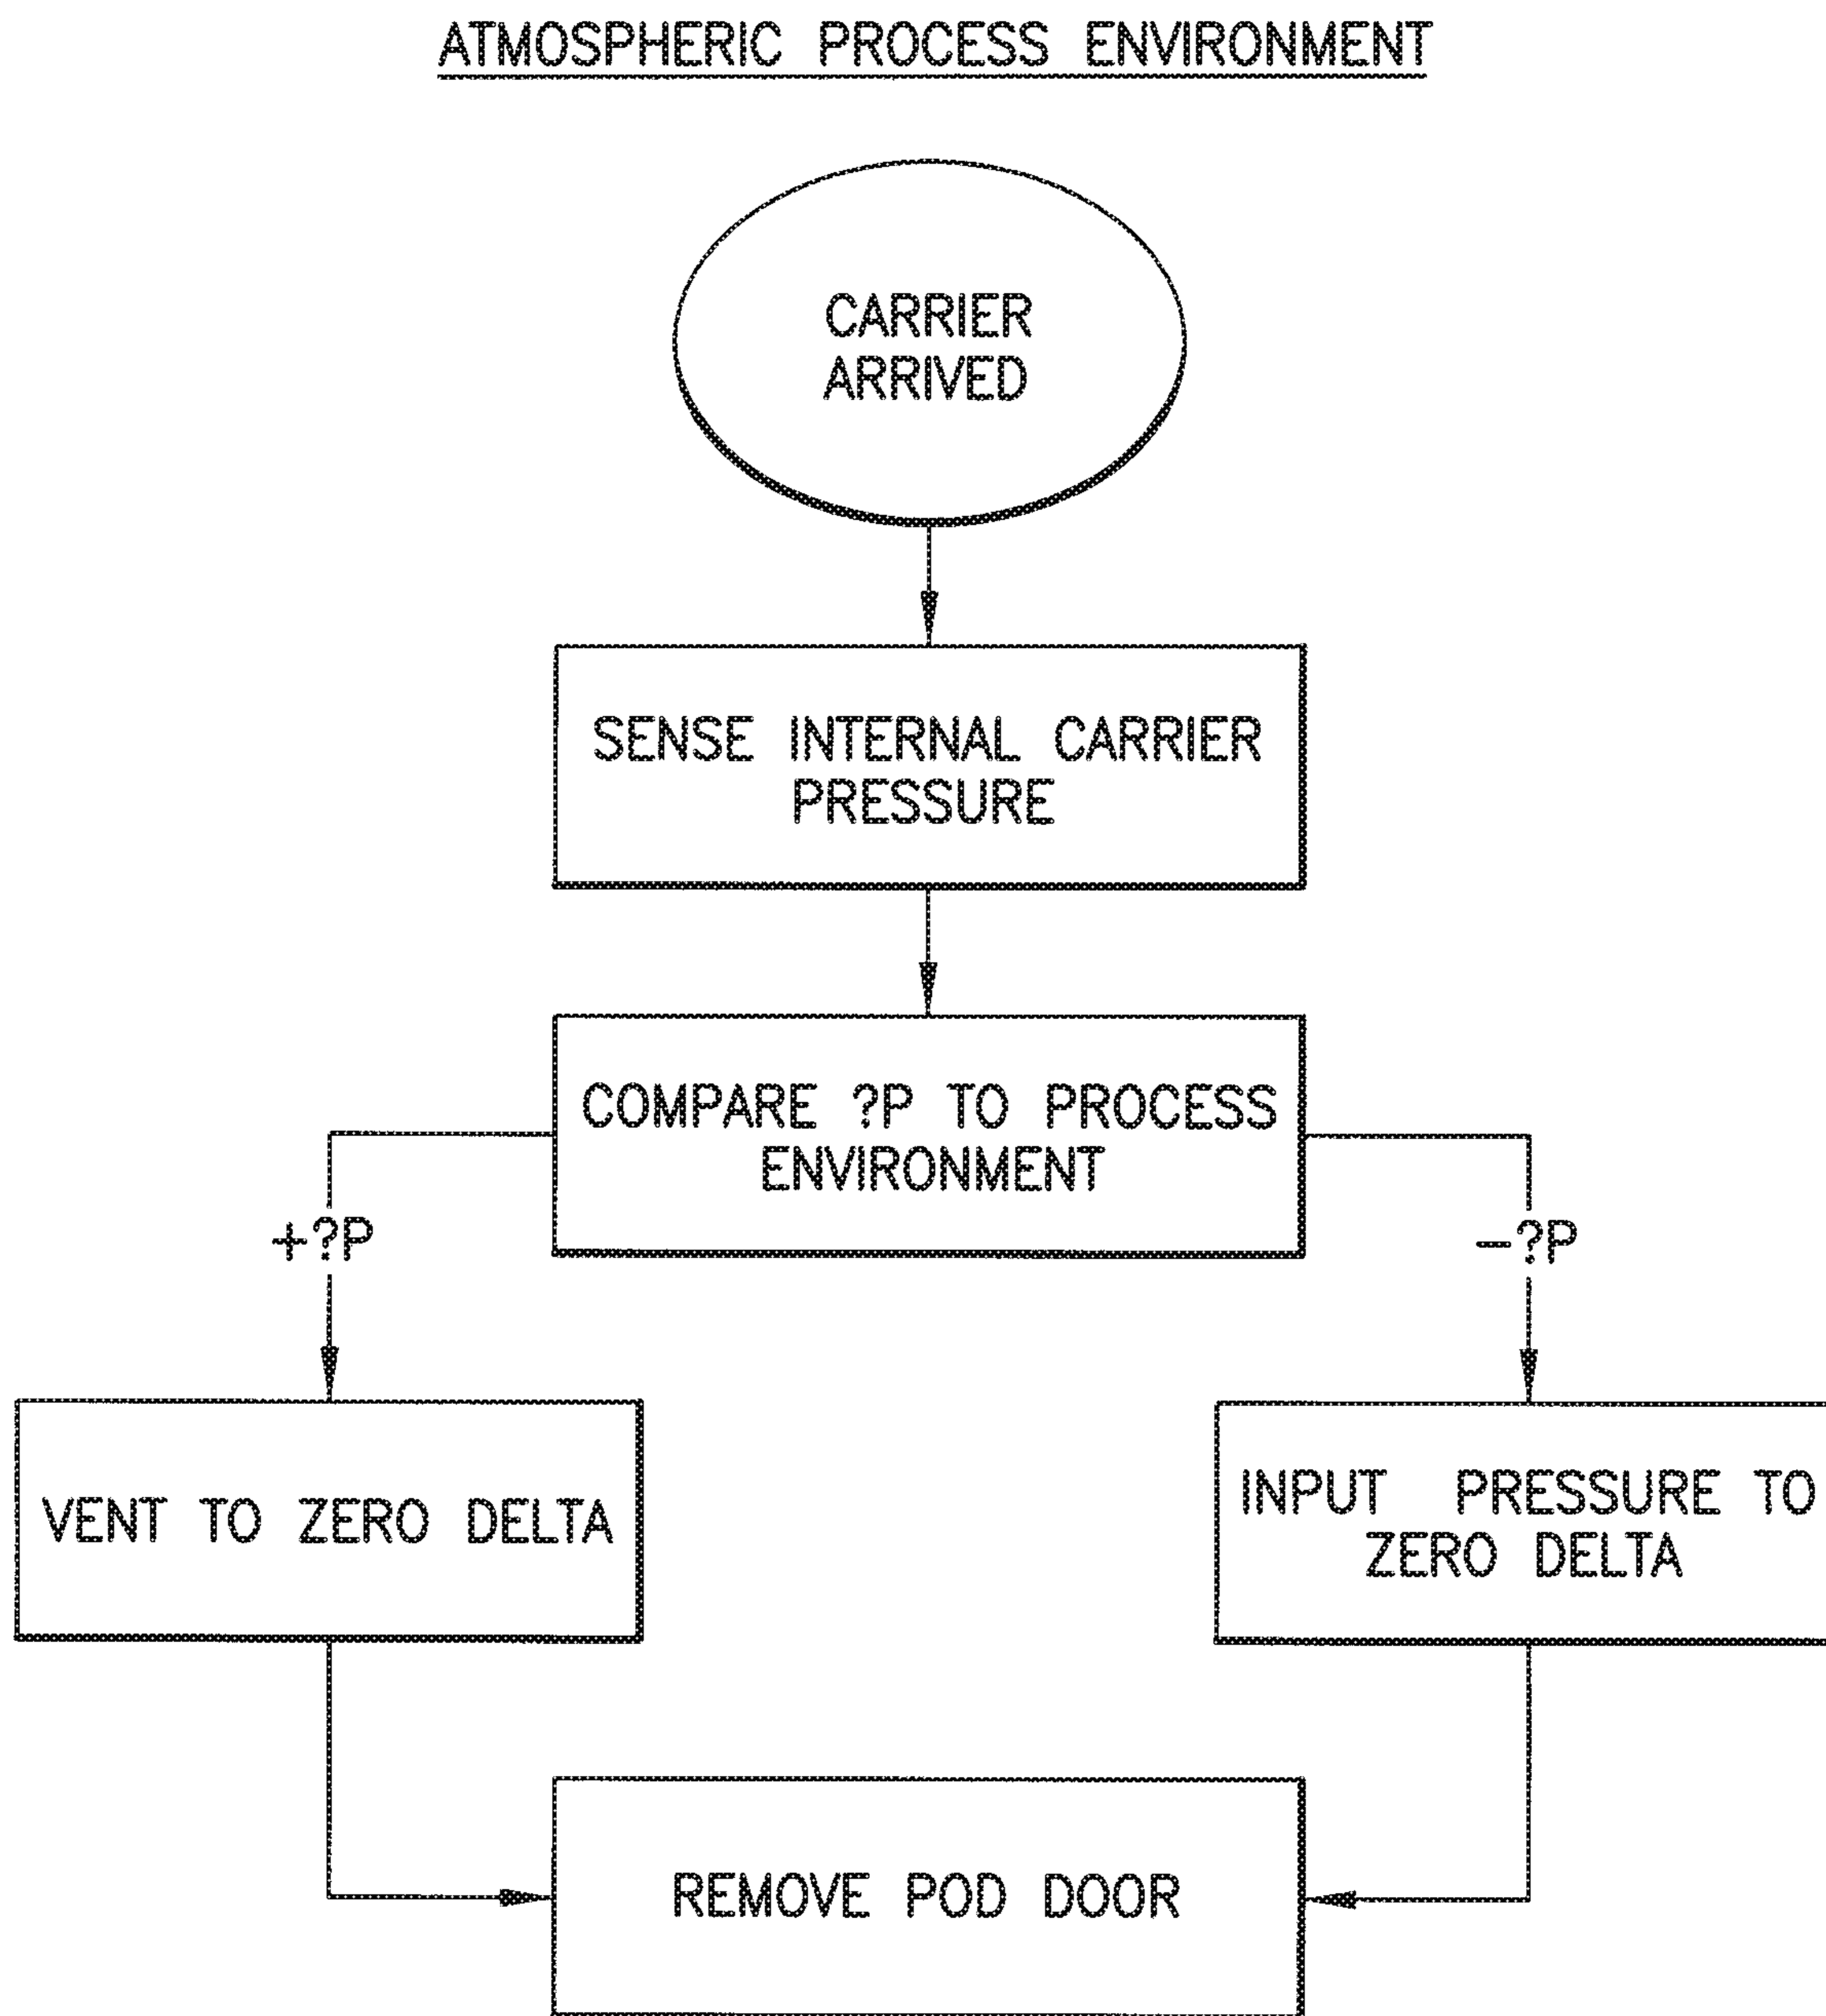 ATMOSPHERIC PROCESS ENVIRONMENT
CARRIER
ARRIVED
SENSE INTERNAL CARRIER
PRESSURE
COMPARE ?P TO PROCESS
ENVIRONMENT
+?P
-?P
VENT TO ZERO DELTA
INPUT PRESSURE TO
ZERO DELTA
REMOVE POD DOOR